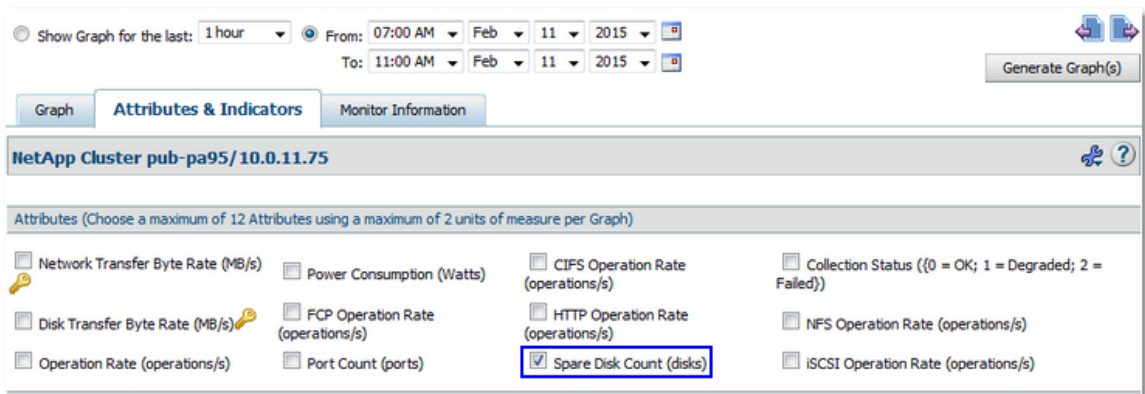 Show Graph for the last: 1 hour From: 07:00 AM Feb 11 2015
To: 11:00 AM Feb 11 2015
Generate Graph(s)
Graph Attributes & Indicators Monitor Information
NetApp Cluster pub-pa95/10.0.11.75 ?
Attributes (Choose a maximum of 12 Attributes using a maximum of 2 units of measure per Graph)
Network Transfer Byte Rate (MB/s)
Power Consumption (Watts)
CIFS Operation Rate
(operations/s)
Collection Status ({0 = OK; 1 = Degraded; 2 =
Failed})
Disk Transfer Byte Rate (MB/s)
FCP Operation Rate
(operations/s)
HTTP Operation Rate
(operations/s)
NFS Operation Rate (operations/s)
Operation Rate (operations/s)
Port Count (ports)
Spare Disk Count (disks)
iSCSI Operation Rate (operations/s)